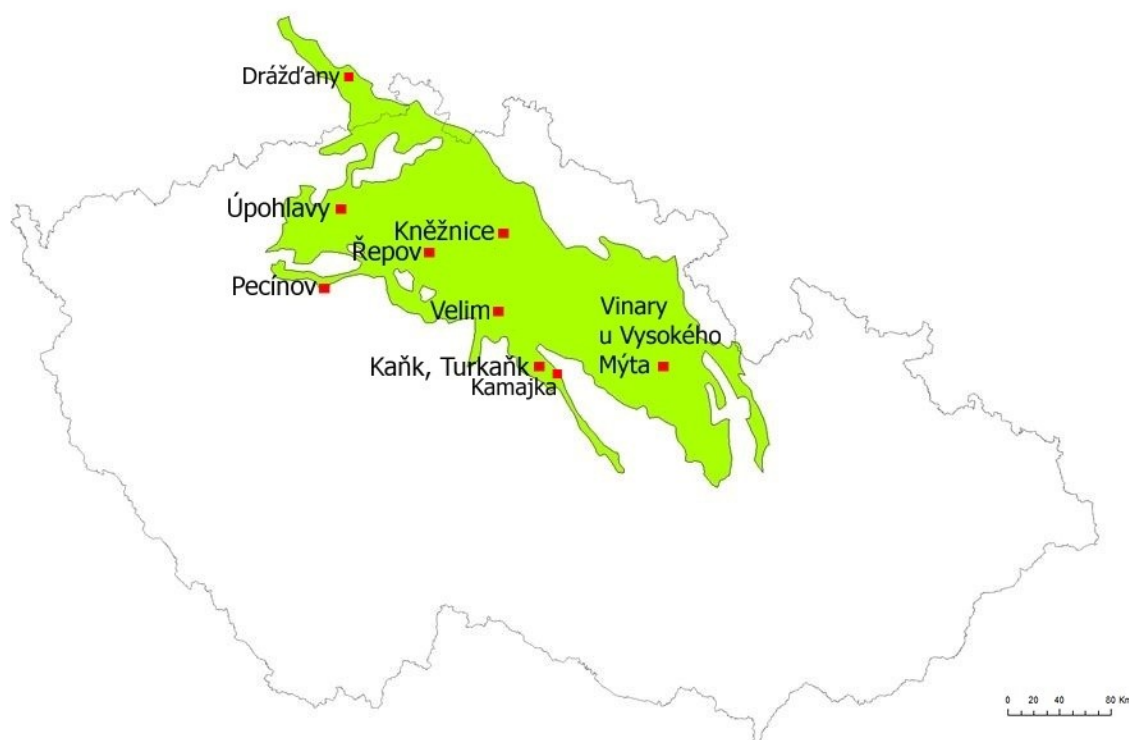 Drážďany
Úpohlavy
Kněžnice
Řepov
Pecínov
Velim
Vinary
u Vysokého
Mýta
Kaňk, Turkaňk
Kamajka
0 20 40 80 Km